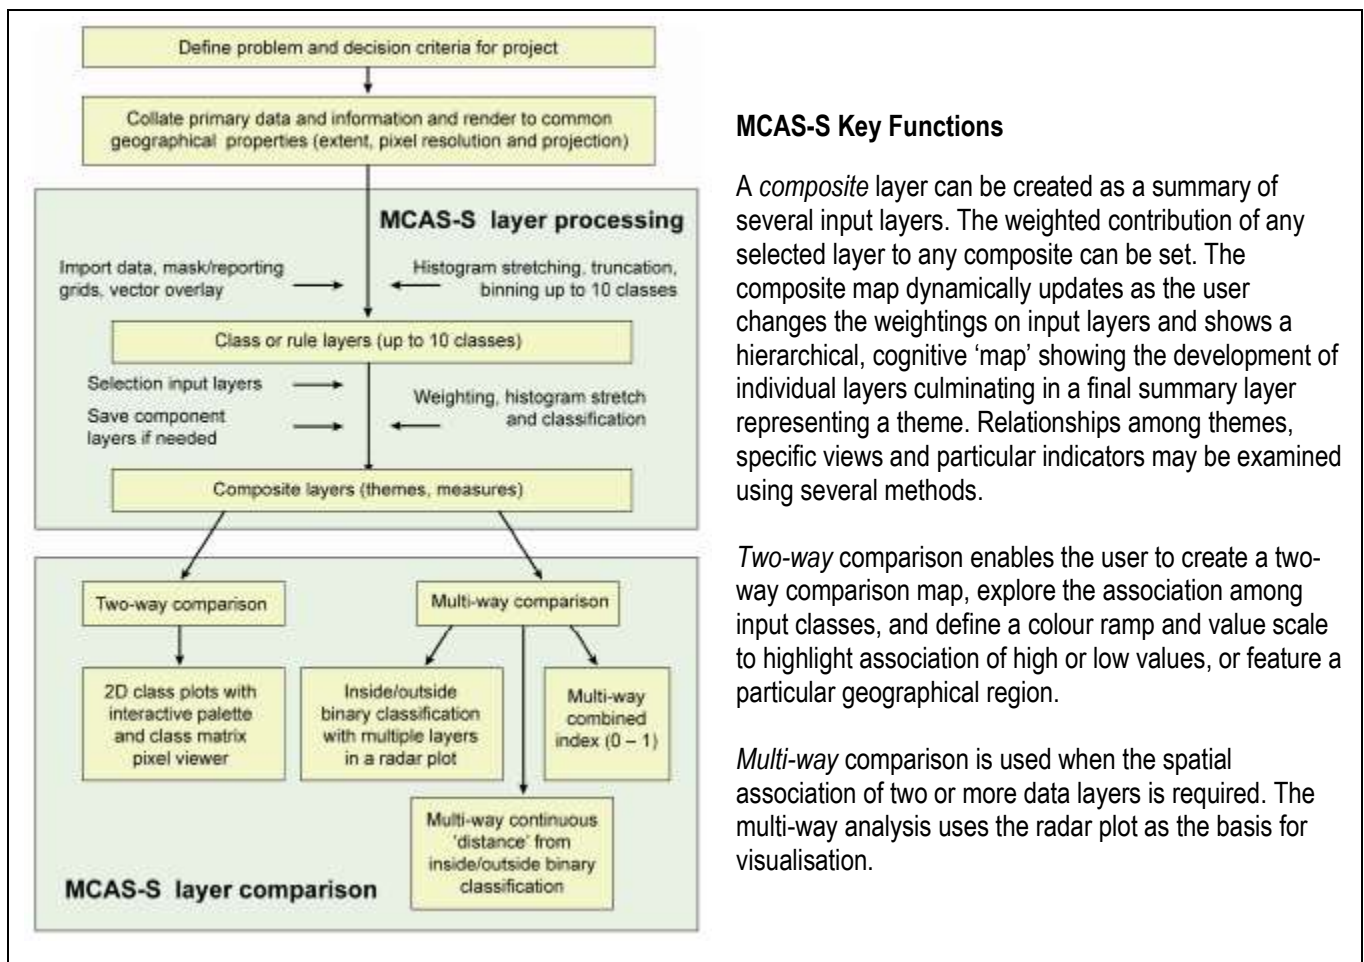 Define problem and decision criteria for project
Collate primary data and information and render to common
geographical properties (extent, pixel resolution and projection)
MCAS-S layer processing
Import data, mask/reporting
grids, vector overlay
Histogram stretching, truncation,
binning up to 10 classes
Class or rule layers (up to 10 classes)
Selection input layers
Save component
layers if needed
Weighting, histogram stretch
and classification
Composite layers (themes, measures)
Two-way comparison
Multi-way comparison
2D class plots with
interactive palette
and class matrix
pixel viewer
Inside/outside
binary classification
with multiple layers
in a radar plot
Multi-way
combined
index (0 – 1)
Multi-way continuous
'distance' from
inside/outside binary
classification
MCAS-S layer comparison
MCAS-S Key Functions
A composite layer can be created as a summary of
several input layers. The weighted contribution of any
selected layer to any composite can be set. The
composite map dynamically updates as the user
changes the weightings on input layers and shows a
hierarchical, cognitive ‘map’ showing the development of
individual layers culminating in a final summary layer
representing a theme. Relationships among themes,
specific views and particular indicators may be examined
using several methods.
Two-way comparison enables the user to create a two-
way comparison map, explore the association among
input classes, and define a colour ramp and value scale
to highlight association of high or low values, or feature a
particular geographical region.
Multi-way comparison is used when the spatial
association of two or more data layers is required. The
multi-way analysis uses the radar plot as the basis for
visualisation.